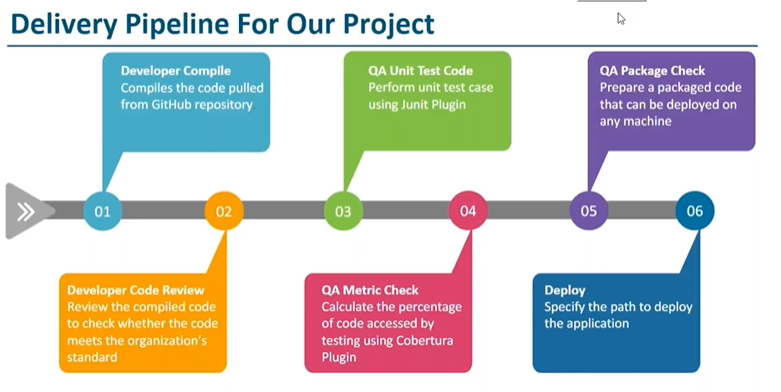 Delivery Pipeline For Our Project
Developer Compile
Compiles the code pulled
from GitHub repository
QA Unit Test Code
Perform unit test case
using Junit Plugin
QA Package Check
Prepare a packaged code
that can be deployed on
any machine
01
02
03
04
05
06
Developer Code Review
Review the compiled code
to check whether the code
meets the organization's
standard
QA Metric Check
Calculate the percentage
of code accessed by
testing using Cobertura
Plugin
Deploy
Specify the path to deploy
the application